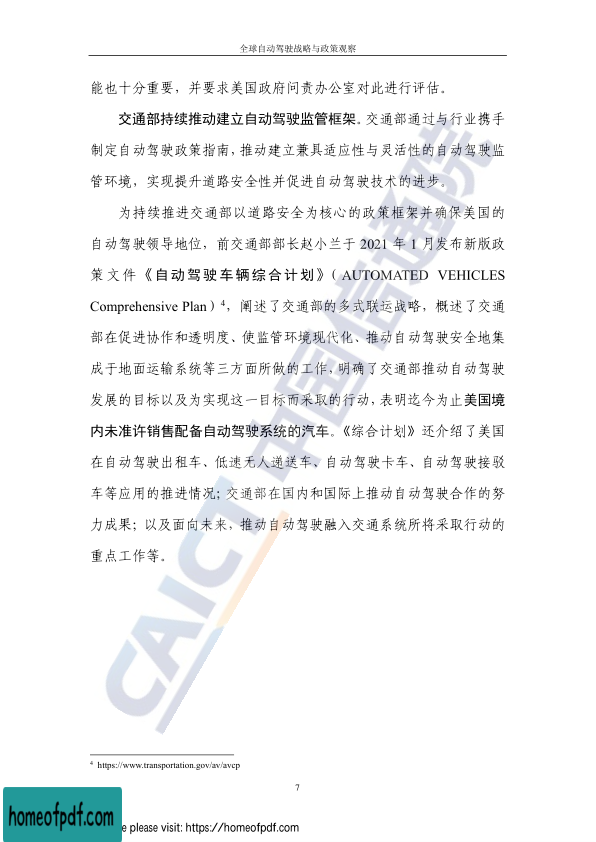 全球自动驾驶战略与政策观察
能也十分重要，并要求美国政府问责办公室对此进行评估。
交通部持续推动建立自动驾驶监管框架。交通部通过与行业携手
制定自动驾驶政策指南，推动建立兼具适应性与灵活性的自动驾驶监
管环境，实现提升道路安全性并促进自动驾驶技术的进步。
为持续推进交通部以道路安全为核心的政策框架并确保美国的
自动驾驶领导地位，前交通部部长赵小兰于 2021 年 1 月发布新版政
策文件《自动驾驶车辆综合计划》（AUTOMATED VEHICLES
Comprehensive Plan）4，阐述了交通部的多式联运战略，概述了交通
部在促进协作和透明度、使监管环境现代化、推动自动驾驶安全地集
成于地面运输系统等三方面所做的工作，明确了交通部推动自动驾驶
发展的目标以及为实现这一目标而采取的行动，表明迄今为止美国境
内未准许销售配备自动驾驶系统的汽车。《综合计划》还介绍了美国
在自动驾驶出租车、低速无人递送车、自动驾驶卡车、自动驾驶接驳
车等应用的推进情况；交通部在国内和国际上推动自动驾驶合作的努
力成果；以及面向未来，推动自动驾驶融入交通系统所将采取行动的
重点工作等。
CAICT 中国信通院
4 https://www.transportation.gov/av/avcp
7
homeofpdf.com
e please visit: https://homeofpdf.com